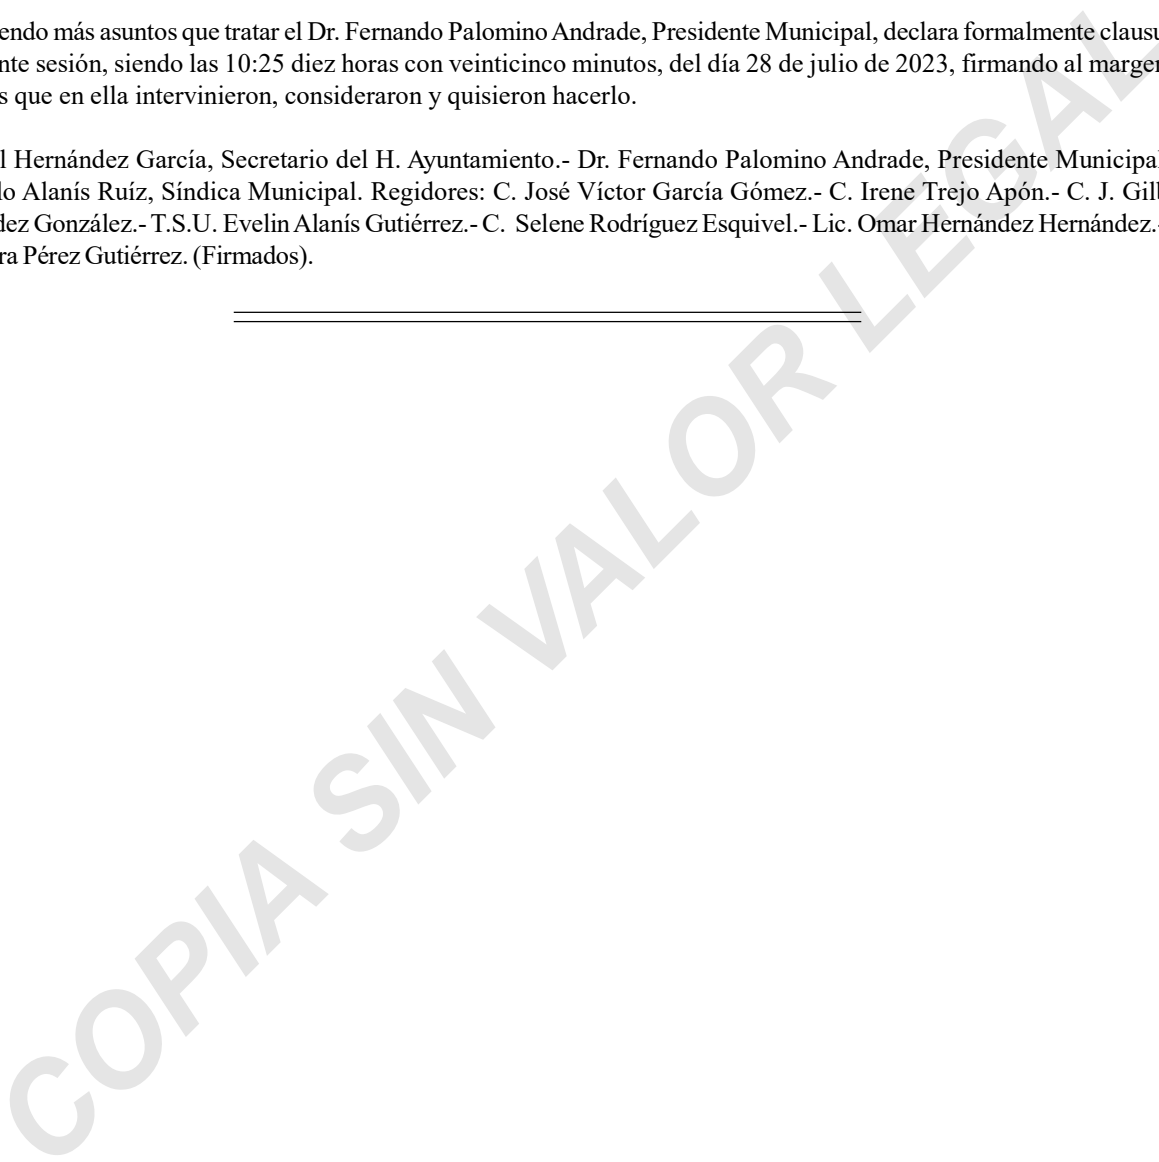 endo más asuntos que tratar el Dr. Fernando Palomino Andrade, Presidente Municipal, declara formalmente clausu
nte sesión, siendo las 10:25 diez horas con veinticinco minutos, del día 28 de julio de 2023, firmando al margen
s que en ella intervinieron, consideraron y quisieron hacerlo.
l Hernández García, Secretario del H. Ayuntamiento.- Dr. Fernando Palomino Andrade, Presidente Municipal
lo Alanís Ruíz, Síndica Municipal. Regidores: C. José Víctor García Gómez.- C. Irene Trejo Apón.- C. J. Gilb
dez González.- T.S.U. Evelin Alanís Gutiérrez.- C. Selene Rodríguez Esquivel.- Lic. Omar Hernández Hernández.-
ra Pérez Gutiérrez. (Firmados).
COPIA SIN VALOR LEGAL